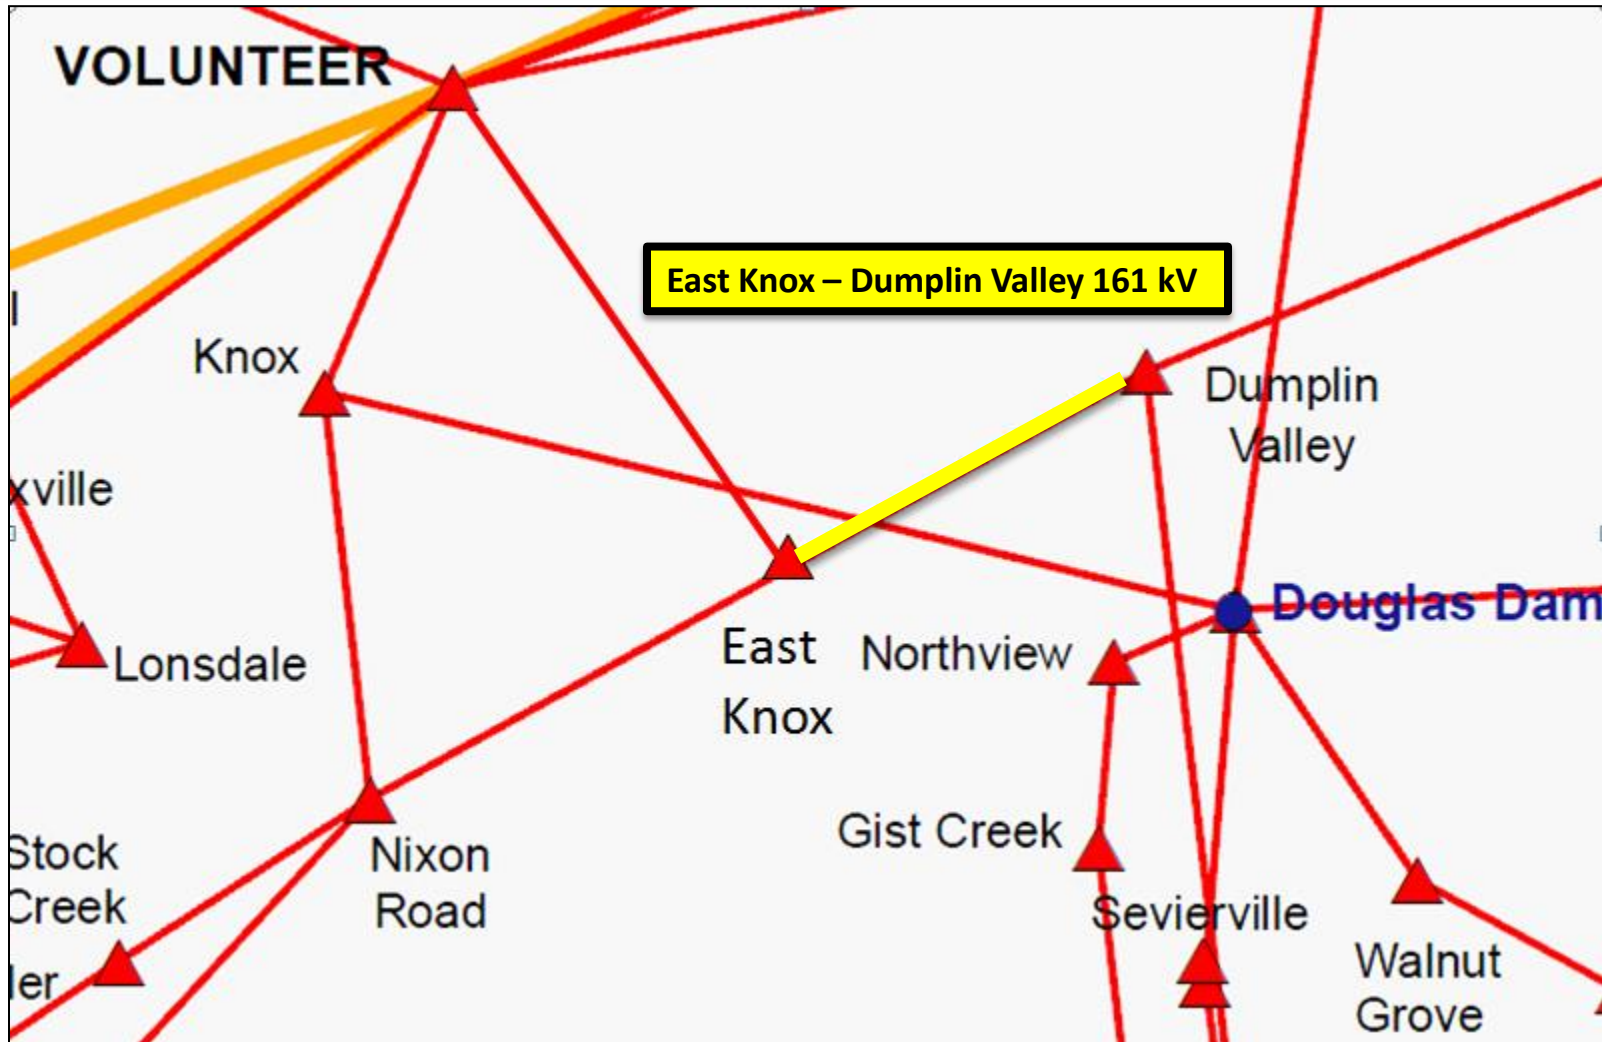 VOLUNTEER
East Knox – Dumplin Valley 161 kV
l
Knox
Dumplin
Valley
xville
Douglas Dam
East
Knox
Northview
Lonsdale
Gist Creek
Stock
Creek
Nixon
Road
Sevierville
Walnut
Grove
ler